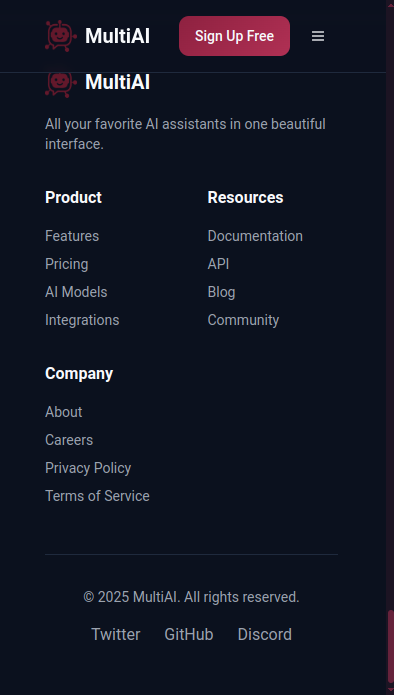 MultiAI
Sign Up Free
MultiAI
All your favorite AI assistants in one beautiful
interface.
Product
Features
Pricing
AI Models
Integrations
Resources
Documentation
API
Blog
Community
Company
About
Careers
Privacy Policy
Terms of Service
© 2025 MultiAI. All rights reserved.
Twitter Discord GitHub